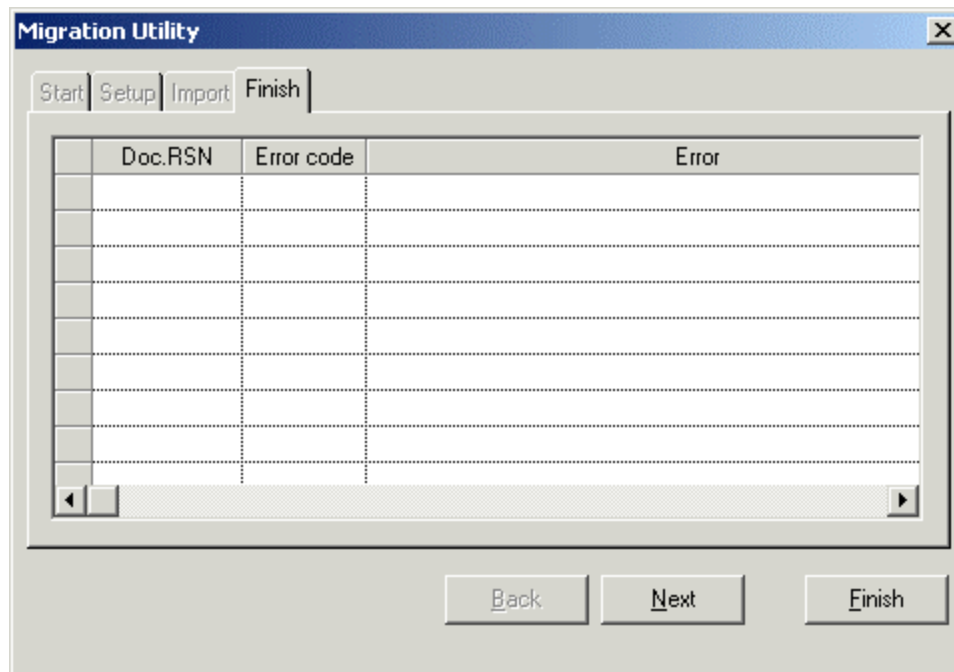 Migration Utility
Start Setup Import Finish
Doc.RSN Error code Error
Back Next Finish